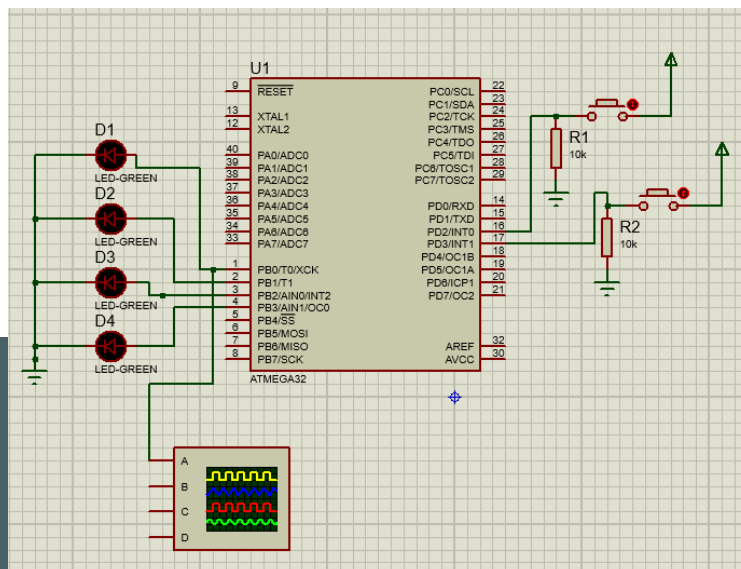 U1
9 RESET
13 XTAL1
12 XTAL2
40 PA0/ADC0
39 PA1/ADC1
38 PA2/ADC2
37 PA3/ADC3
36 PA4/ADC4
35 PA5/ADC5
34 PA6/ADC6
33 PA7/ADC7
1 PB0/T0/XCK
2 PB1/T1
3 PB2/AIN0/INT2
4 PB3/AIN1/OC0
5 PB4/SS
6 PB5/MOSI
7 PB6/MISO
8 PB7/SCK
PC0/SCL 22
PC1/SDA 23
PC2/TCK 24
PC3/TMS 25
PC4/TDO 26
PC5/TDI 27
PC6/TOSC1 28
PC7/TOSC2 29
PD0/RXD 14
PD1/TXD 15
PD2/INT0 16
PD3/INT1 17
PD4/OC1B 18
PD5/OC1A 19
PD6/ICP1 20
PD7/OC2 21
AREF 32
AVCC 30
ATMEGA32
D1
LED-GREEN
D2
LED-GREEN
D3
LED-GREEN
D4
LED-GREEN
R1
10k
R2
10k
A
B
C
D